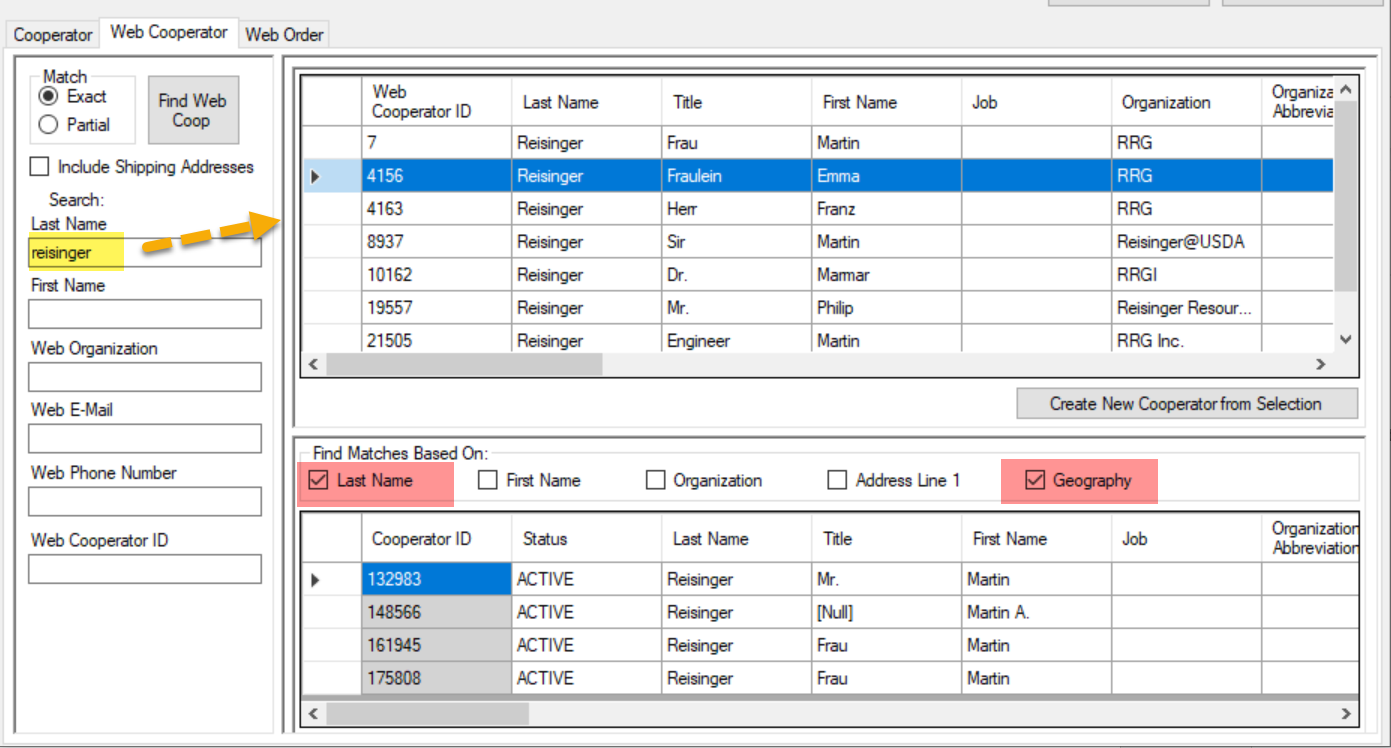 Cooperator Web Cooperator Web Order
Match
Exact
Partial
Find Web
Coop
Include Shipping Addresses
Search:
Last Name
reisinger
First Name
Web Organization
Web E-Mail
Web Phone Number
Web Cooperator ID
Web
Cooperator ID Last Name Title First Name Job Organization Organiza
Abbrevia
7 Reisinger Frau Martin RRG
4156 Reisinger Fraulein Emma RRG
4163 Reisinger Herr Franz RRG
8937 Reisinger Sir Martin Reisinger@USDA
10162 Reisinger Dr. Marmar RRGI
19557 Reisinger Mr. Philip Reisinger Resour...
21505 Reisinger Engineer Martin RRG Inc.
Create New Cooperator from Selection
Find Matches Based On:
Last Name First Name Organization Address Line 1 Geography
Cooperator ID Status Last Name Title First Name Job Organization
Abbreviation
132983 ACTIVE Reisinger Mr. Martin
148566 ACTIVE Reisinger [Null] Martin A.
161945 ACTIVE Reisinger Frau Martin
175808 ACTIVE Reisinger Frau Martin